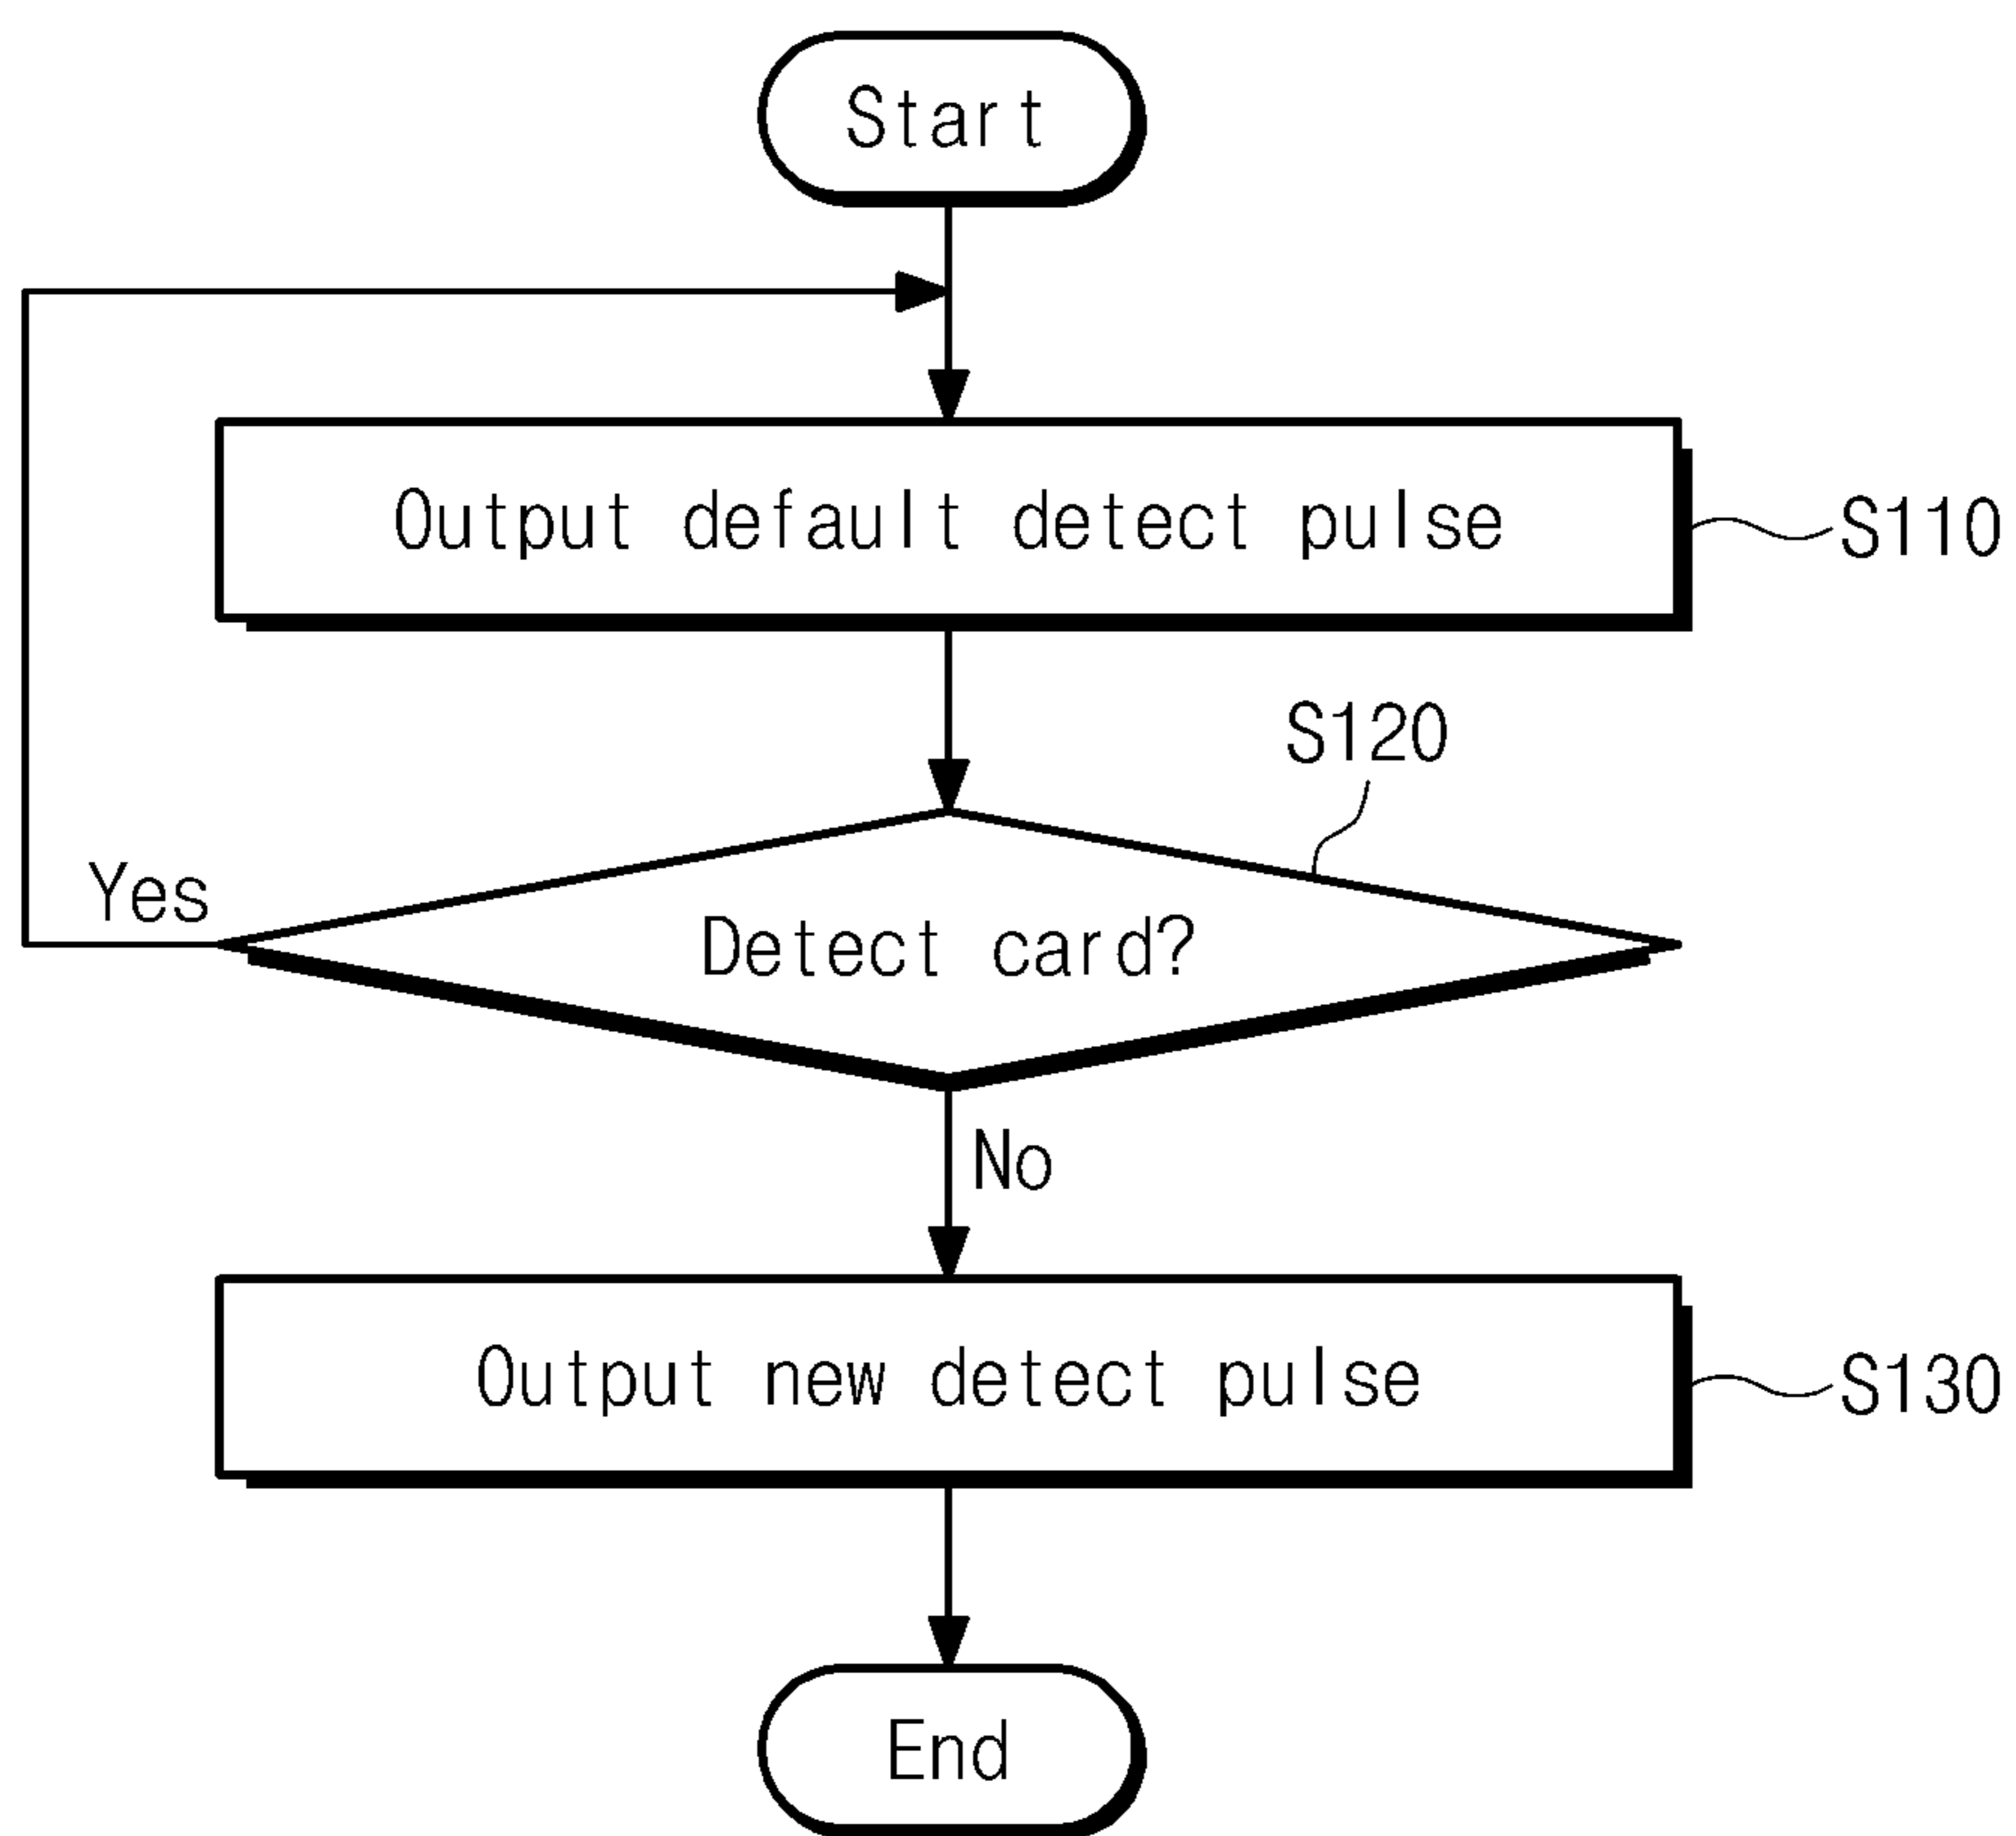 Start
Output default detect pulse
S110
S120
Yes
Detect card?
No
Output new detect pulse
S130
End